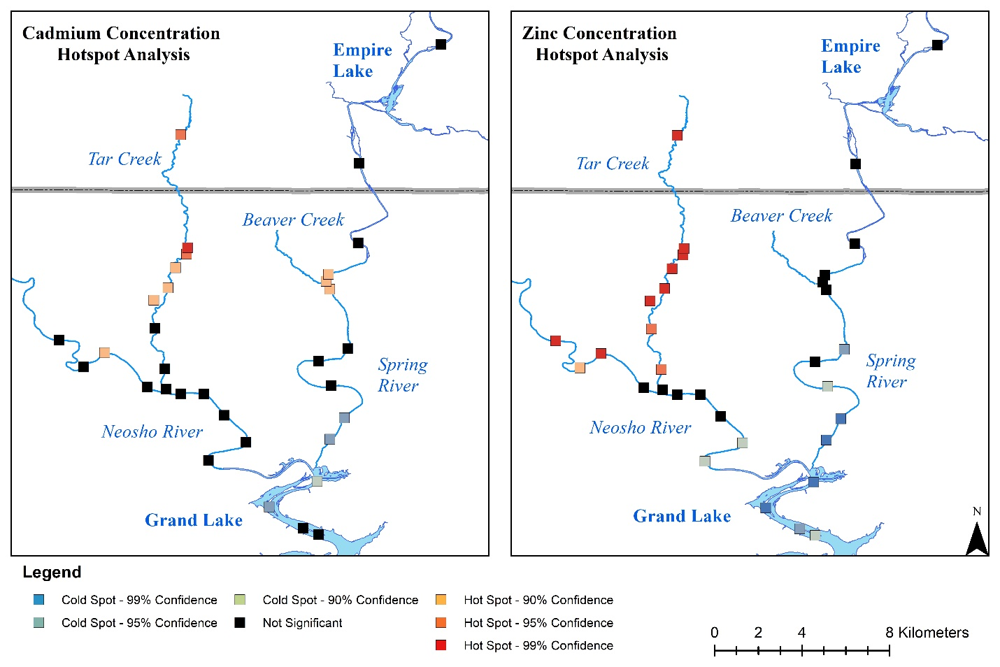 Cadmium Concentration
Hotspot Analysis
Empire
Lake
Tar Creek
Beaver Creek
Spring
River
Neosho River
Grand Lake
Zinc Concentration
Hotspot Analysis
Empire
Lake
Tar Creek
Beaver Creek
Spring
River
Neosho River
Grand Lake
N
Legend
Cold Spot - 99% Confidence
Cold Spot - 95% Confidence
Cold Spot - 90% Confidence
Not Significant
Hot Spot - 90% Confidence
Hot Spot - 95% Confidence
Hot Spot - 99% Confidence
0 2 4 8 Kilometers